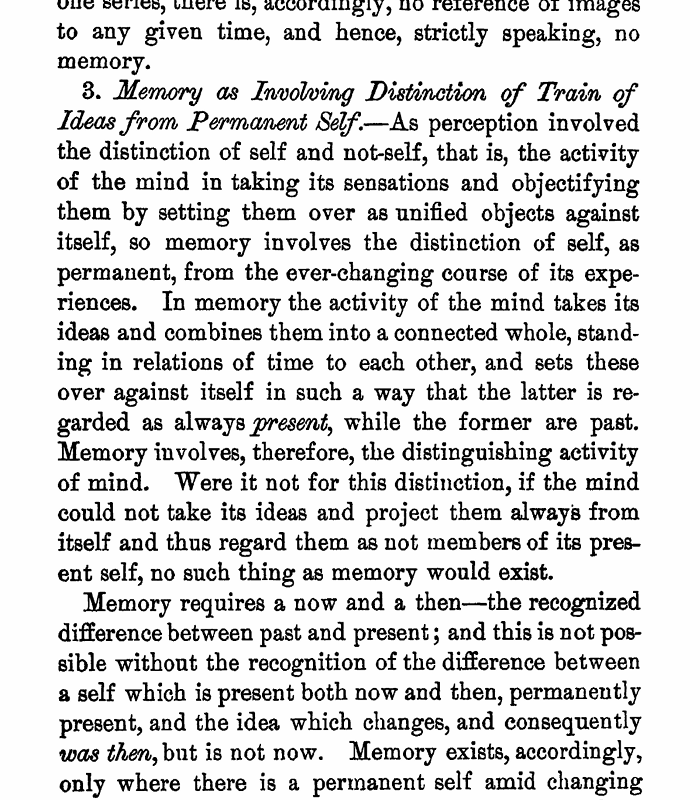 one series, there is, accordingly, no reference of images
to any given time, and hence, strictly speaking, no
memory.
3. Memory as Involving Distinction of Train of
Ideas from Permanent Self.—As perception involved
the distinction of self and not-self, that is, the activity
of the mind in taking its sensations and objectifying
them by setting them over as unified objects against
itself, so memory involves the distinction of self, as
permanent, from the ever-changing course of its expe-
riences. In memory the activity of the mind takes its
ideas and combines them into a connected whole, stand-
ing in relations of time to each other, and sets these
over against itself in such a way that the latter is re-
garded as always present, while the former are past.
Memory involves, therefore, the distinguishing activity
of mind. Were it not for this distinction, if the mind
could not take its ideas and project them always from
itself and thus regard them as not members of its pres-
ent self, no such thing as memory would exist.
Memory requires a now and a then—the recognized
difference between past and present; and this is not pos-
sible without the recognition of the difference between
a self which is present both now and then, permanently
present, and the idea which changes, and consequently
was then, but is not now. Memory exists, accordingly,
only where there is a permanent self amid changing